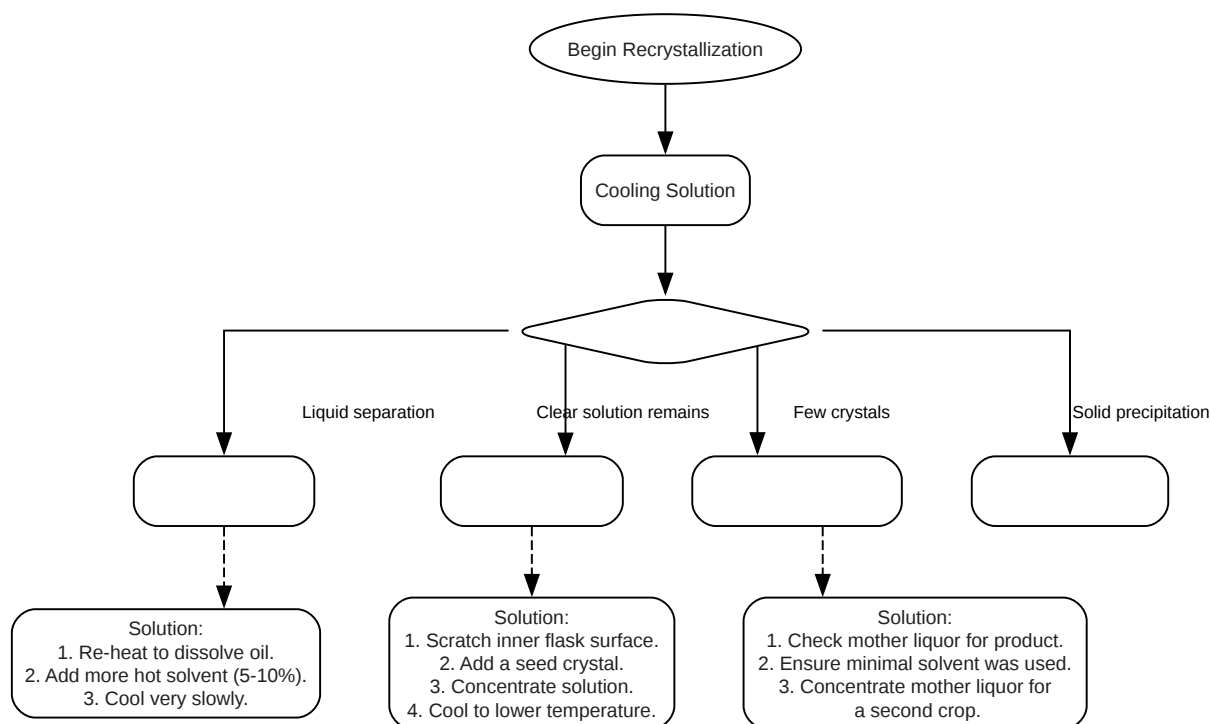 Begin Recrystallization
Cooling Solution
Liquid separation
Clear solution remains
Few crystals
Solid precipitation
Solution:
1. Re-heat to dissolve oil.
2. Add more hot solvent (5-10%).
3. Cool very slowly.
Solution:
1. Scratch inner flask surface.
2. Add a seed crystal.
3. Concentrate solution.
4. Cool to lower temperature.
Solution:
1. Check mother liquor for product.
2. Ensure minimal solvent was used.
3. Concentrate mother liquor for
a second crop.